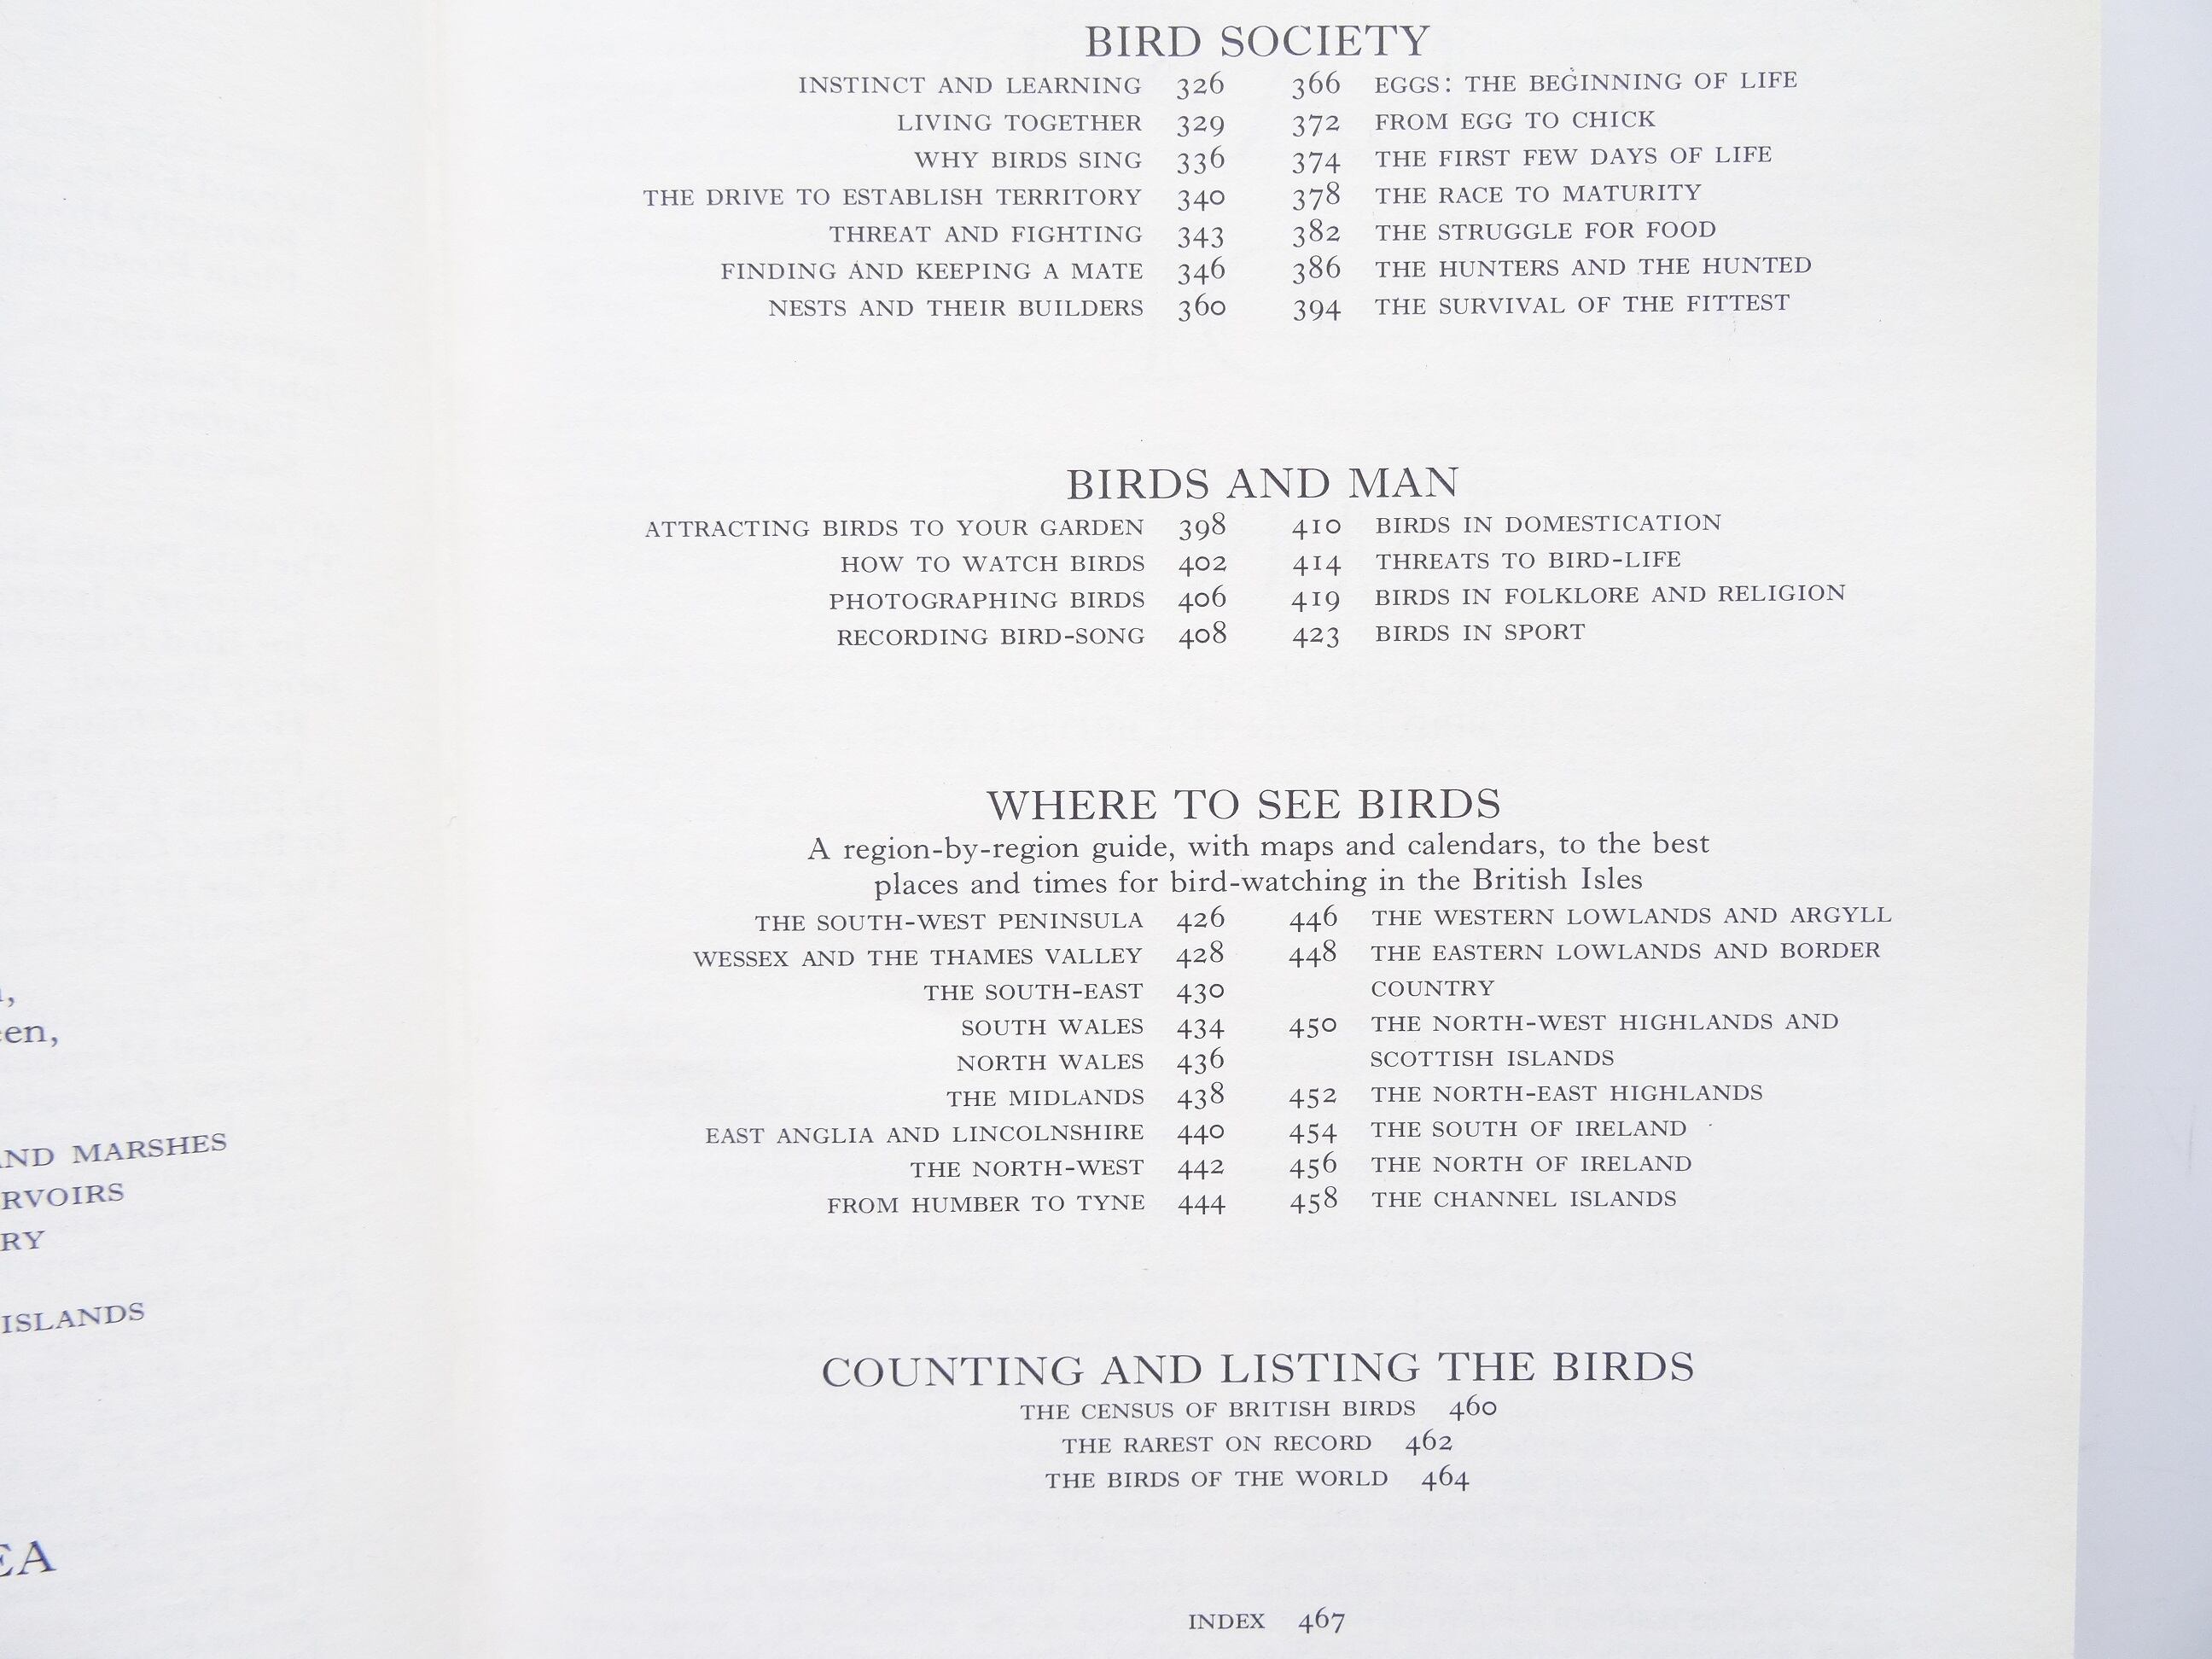 AND MARSHES
ISLANDS
BIRD SOCIETY
INSTINCT AND LEARNING 326
LIVING TOGETHER 329
WHY BIRDS SING 336
THE DRIVE TO ESTABLISH TERRITORY 340
THREAT AND FIGHTING 343
FINDING AND KEEPING A MATE 346
NESTS AND THEIR BUILDERS 360
366 EGGS: THE BEGINNING OF LIFE
372 FROM EGG TO CHICK
374 THE FIRST FEW DAYS OF LIFE
378 THE RACE TO MATURITY
382 THE STRUGGLE FOR FOOD
386 THE HUNTERS AND THE HUNTED
394 THE SURVIVAL OF THE FITTEST
BIRDS AND MAN
ATTRACTING BIRDS TO YOUR GARDEN 398
HOW TO WATCH BIRDS 402
PHOTOGRAPHING BIRDS 406
RECORDING BIRD-SONG 408
410 BIRDS IN DOMESTICATION
414 THREATS TO BIRD-LIFE
419 BIRDS IN FOLKLORE AND RELIGION
423 BIRDS IN SPORT
WHERE TO SEE BIRDS
A region-by-region guide, with maps and calendars, to the best
places and times for bird-watching in the British Isles
THE SOUTH-WEST PENINSULA 426
WESSEX AND THE THAMES VALLEY 428
THE SOUTH-EAST 430
SOUTH WALES 434
NORTH WALES 436
THE MIDLANDS 438
EAST ANGLIA AND LINCOLNSHIRE 440
THE NORTH-WEST 442
FROM HUMBER TO TYNE 444
446 THE WESTERN LOWLANDS AND ARGYLL
448 THE EASTERN LOWLANDS AND BORDER
COUNTRY
450 THE NORTH-WEST HIGHLANDS AND
SCOTTISH ISLANDS
452 THE NORTH-EAST HIGHLANDS
454 THE SOUTH OF IRELAND
456 THE NORTH OF IRELAND
458 THE CHANNEL ISLANDS
COUNTING AND LISTING THE BIRDS
THE CENSUS OF BRITISH BIRDS 460
THE RAREST ON RECORD 462
THE BIRDS OF THE WORLD 464
INDEX 467